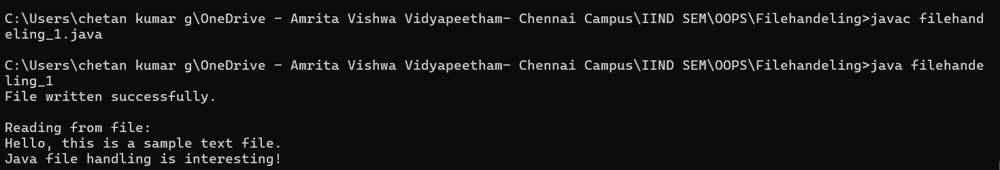 C:\Users\chetan kumar g\OneDrive - Amrita Vishwa Vidyapeetham- Chennai Campus\IIND SEM\OOPS\Filehandeling>javac filehand
eling_1.java
C:\Users\chetan kumar g\OneDrive - Amrita Vishwa Vidyapeetham- Chennai Campus\IIND SEM\OOPS\Filehandeling>java filehande
ling_1
File written successfully.
Reading from file:
Hello, this is a sample text file.
Java file handling is interesting!